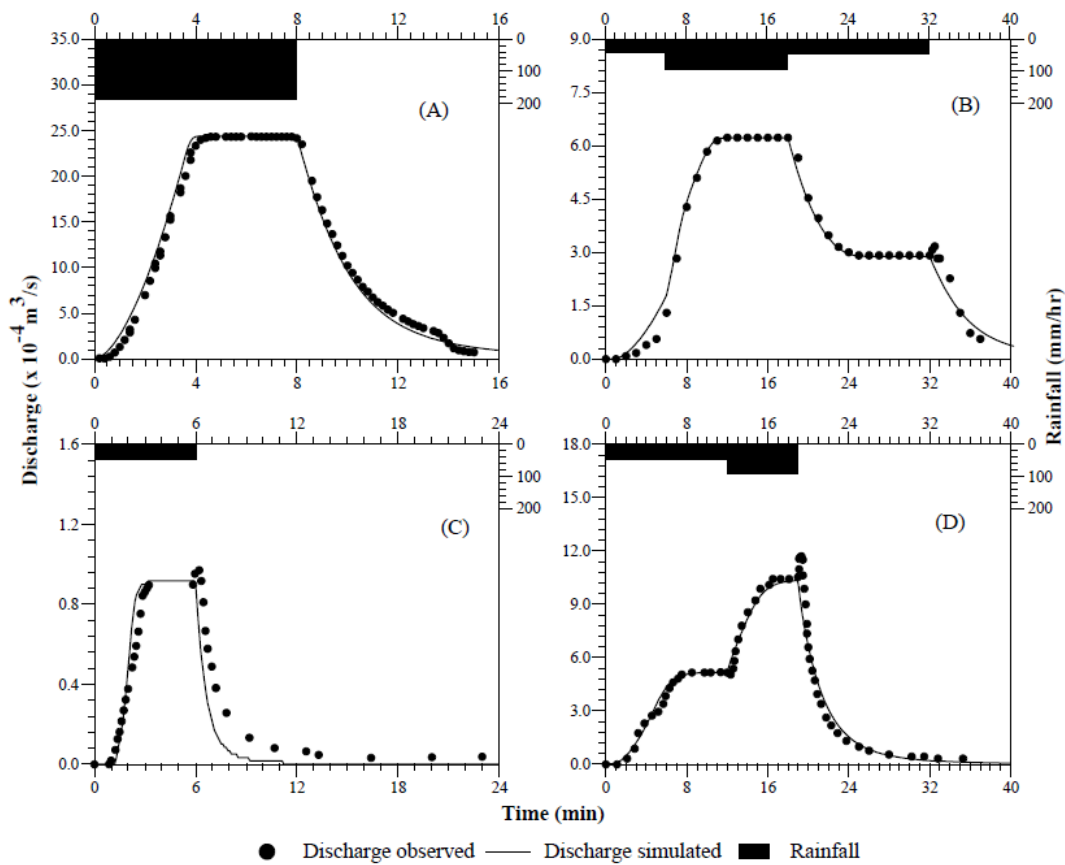 0 4 8 12 16
0 8 16 24 32 40
35.0
30.0
25.0
20.0
15.0
10.0
5.0
0.0
0
100
200
(A)
0 4 8 12 16
9.0
7.5
6.0
4.5
3.0
1.5
0.0
0
100
200
(B)
0 8 16 24 32 40
Discharge (x 10⁻⁴ m³/s)
Rainfall (mm/hr)
0 6 12 18 24
0 8 16 24 32 40
1.6
1.2
0.8
0.4
0.0
0
100
200
(C)
0 6 12 18 24
18.0
15.0
12.0
9.0
6.0
3.0
0.0
0
100
200
(D)
0 8 16 24 32 40
Time (min)
Discharge observed Discharge simulated Rainfall